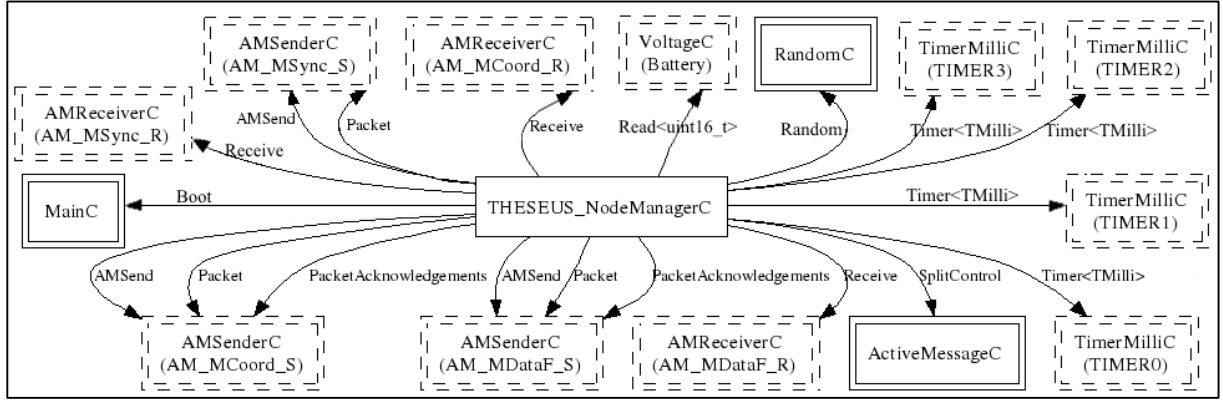 AMSenderC
(AM_MSync_S)
AMReceiverC
(AM_MCoord_R)
VoltageC
(Battery)
RandomC
TimerMilliC
(TIMER3)
TimerMilliC
(TIMER2)
AMReceiverC
(AM_MSync_R)
AMSend
Packet
Receive
Read<uint16_t>
Random
Timer<TMilli>
Timer<TMilli>
Receive
MainC
Boot
THESEUS_NodeManagerC
Timer<TMilli>
TimerMilliC
(TIMER1)
AMSend
Packet
PacketAcknowledgements
AMSend
Packet
PacketAcknowledgements
Receive
SplitControl
Timer<TMilli>
AMSenderC
(AM_MCoord_S)
AMSenderC
(AM_MDataF_S)
AMReceiverC
(AM_MDataF_R)
ActiveMessageC
TimerMilliC
(TIMER0)